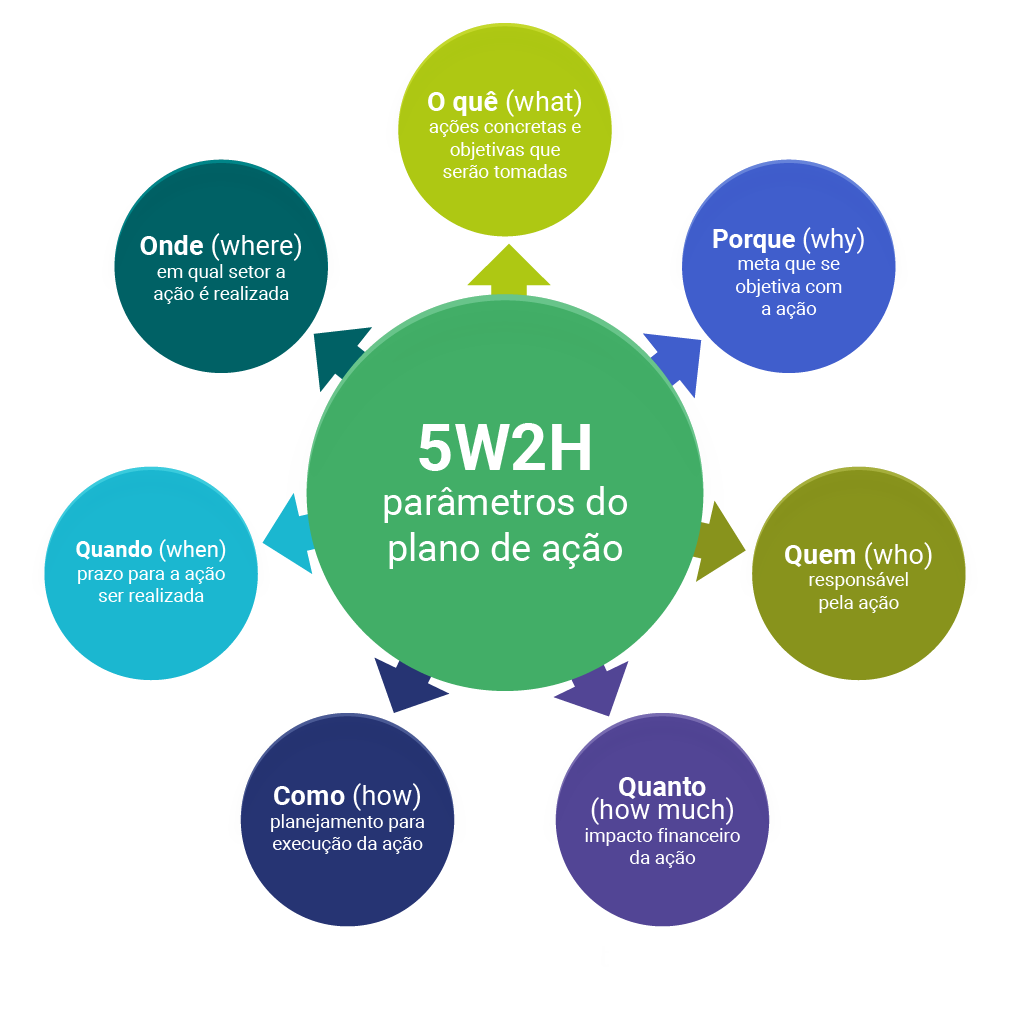 O quê (what)
ações concretas e
objetivas que
serão tomadas
Porque (why)
meta que se
objetiva com
a ação
Quem (who)
responsável
pela ação
Quanto
(how much)
impacto financeiro
da ação
Como (how)
planejamento para
execução da ação
Quando (when)
prazo para a ação
ser realizada
Onde (where)
em qual setor a
ação é realizada
5W2H
parâmetros do
plano de ação